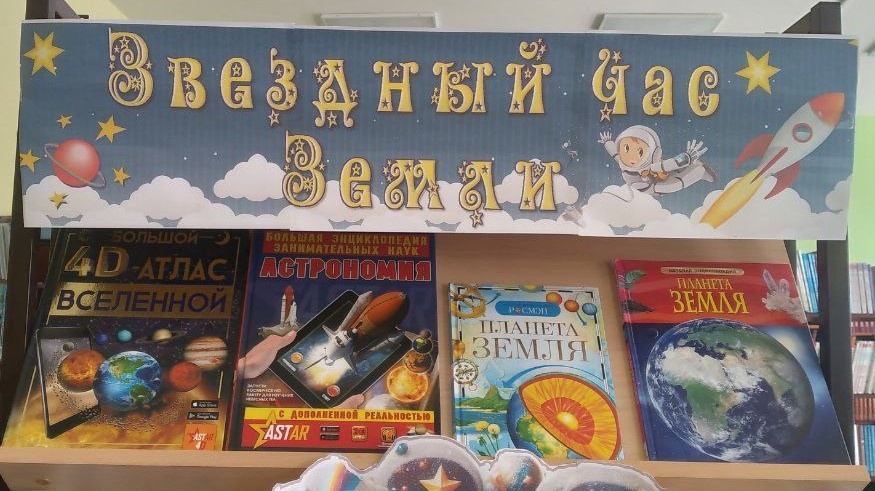 Звездный час
Земли
БОЛЬШОЙ
4D-АТЛАС
ВСЕЛЕННОЙ
БОЛЬШАЯ ЭНЦИКЛОПЕДИЯ
ЗАНИМАТЕЛЬНЫХ НАУК
АСТРОНОМИЯ
С ДОПОЛНЕННОЙ РЕАЛЬНОСТЬЮ
ASTAR
РОСМЭН
ПЛАНЕТА
ЗЕМЛЯ
ПЛАНЕТА
ЗЕМЛЯ